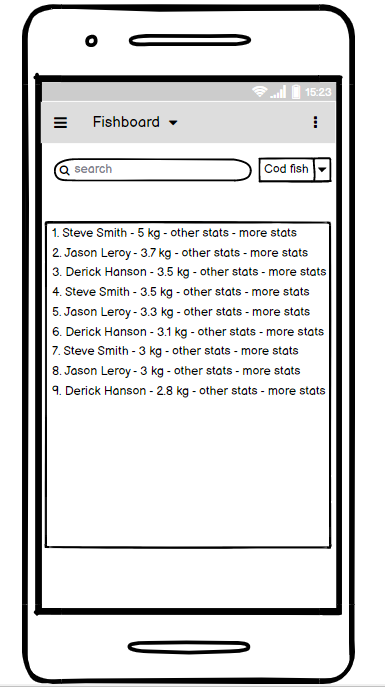 15:23
Fishboard
search
Cod fish
1. Steve Smith - 5 kg - other stats - more stats
2. Jason Leroy - 3.7 kg - other stats - more stats
3. Derick Hanson - 3.5 kg - other stats - more stats
4. Steve Smith - 3.5 kg - other stats - more stats
5. Jason Leroy - 3.3 kg - other stats - more stats
6. Derick Hanson - 3.1 kg - other stats - more stats
7. Steve Smith - 3 kg - other stats - more stats
8. Jason Leroy - 3 kg - other stats - more stats
9. Derick Hanson - 2.8 kg - other stats - more stats